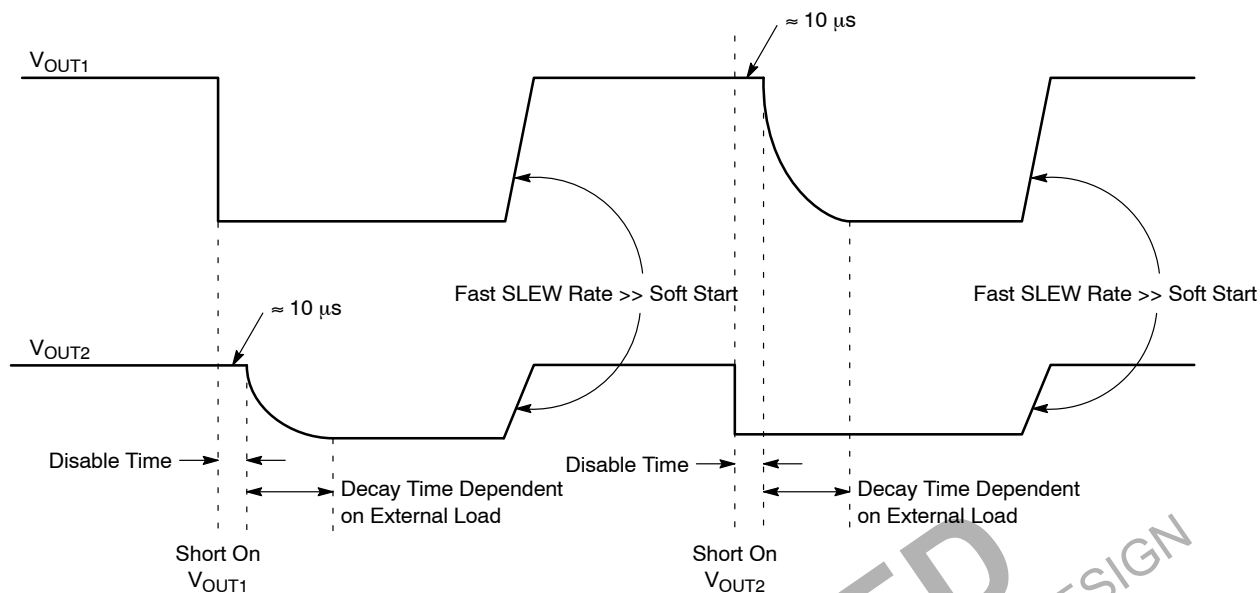 ≈ 10 μs
VOUT1
Fast SLEW Rate >> Soft Start
Fast SLEW Rate >> Soft Start
≈ 10 μs
VOUT2
Disable Time
Disable Time
Decay Time Dependent
on External Load
Decay Time Dependent
on External Load
Short On
VOUT1
Short On
VOUT2
DESIGN